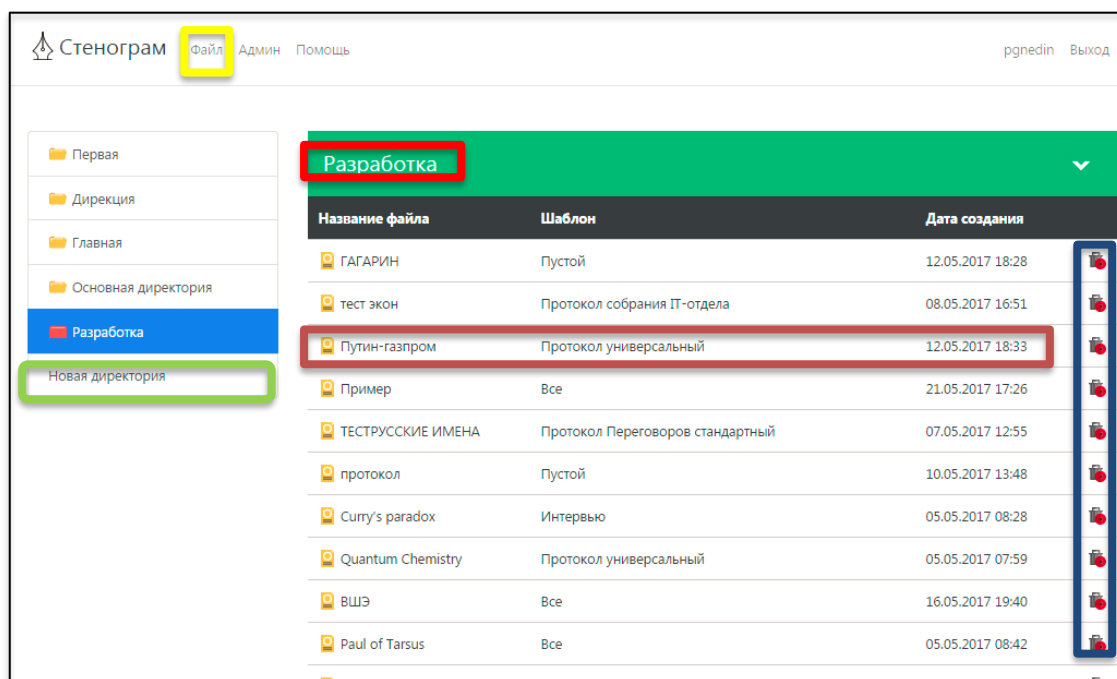 Стенограм Файл Админ Помощь pgnedin Выход
Первая
Дирекция
Главная
Основная директория
Разработка
Новая директория
Разработка
Название файла Шаблон Дата создания
ГАГАРИН Пустой 12.05.2017 18:28
тест экон Протокол собрания IT-отдела 08.05.2017 16:51
Путин-газпром Протокол универсальный 12.05.2017 18:33
Пример Все 21.05.2017 17:26
ТЕСТРУССКИЕ ИМЕНА Протокол Переговоров стандартный 07.05.2017 12:55
протокол Пустой 10.05.2017 13:48
Curry's paradox Интервью 05.05.2017 08:28
Quantum Chemistry Протокол универсальный 05.05.2017 07:59
ВШЭ Все 16.05.2017 19:40
Paul of Tarsus Все 05.05.2017 08:42